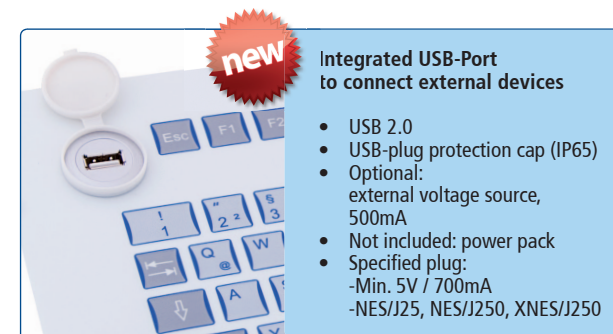 new
Integrated USB-Port
to connect external devices
• USB 2.0
• USB-plug protection cap (IP65)
• Optional:
external voltage source,
500mA
• Not included: power pack
• Specified plug:
-Min. 5V / 700mA
-NES/J25, NES/J250, XNES/J250
Esc F1 F2
! " §
1 2 ² 3
Q W
@
A